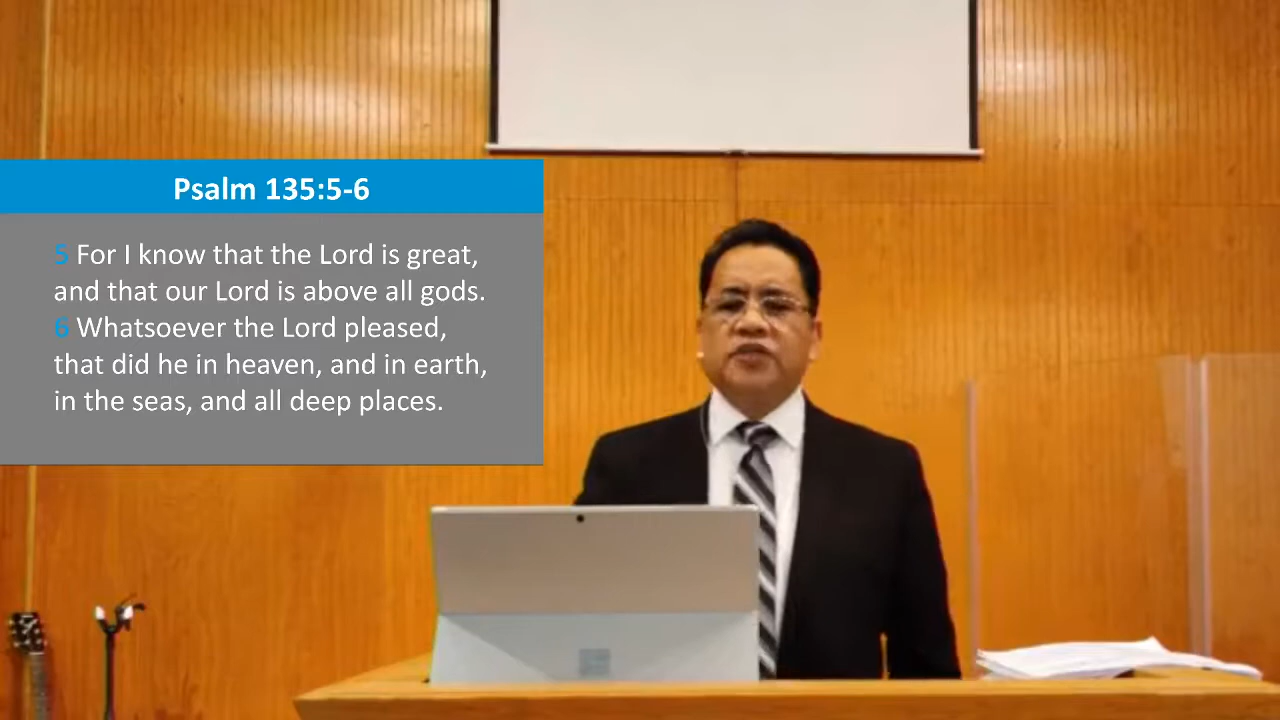 Psalm 135:5-6
5 For I know that the Lord is great,
and that our Lord is above all gods.
6 Whatsoever the Lord pleased,
that did he in heaven, and in earth,
in the seas, and all deep places.